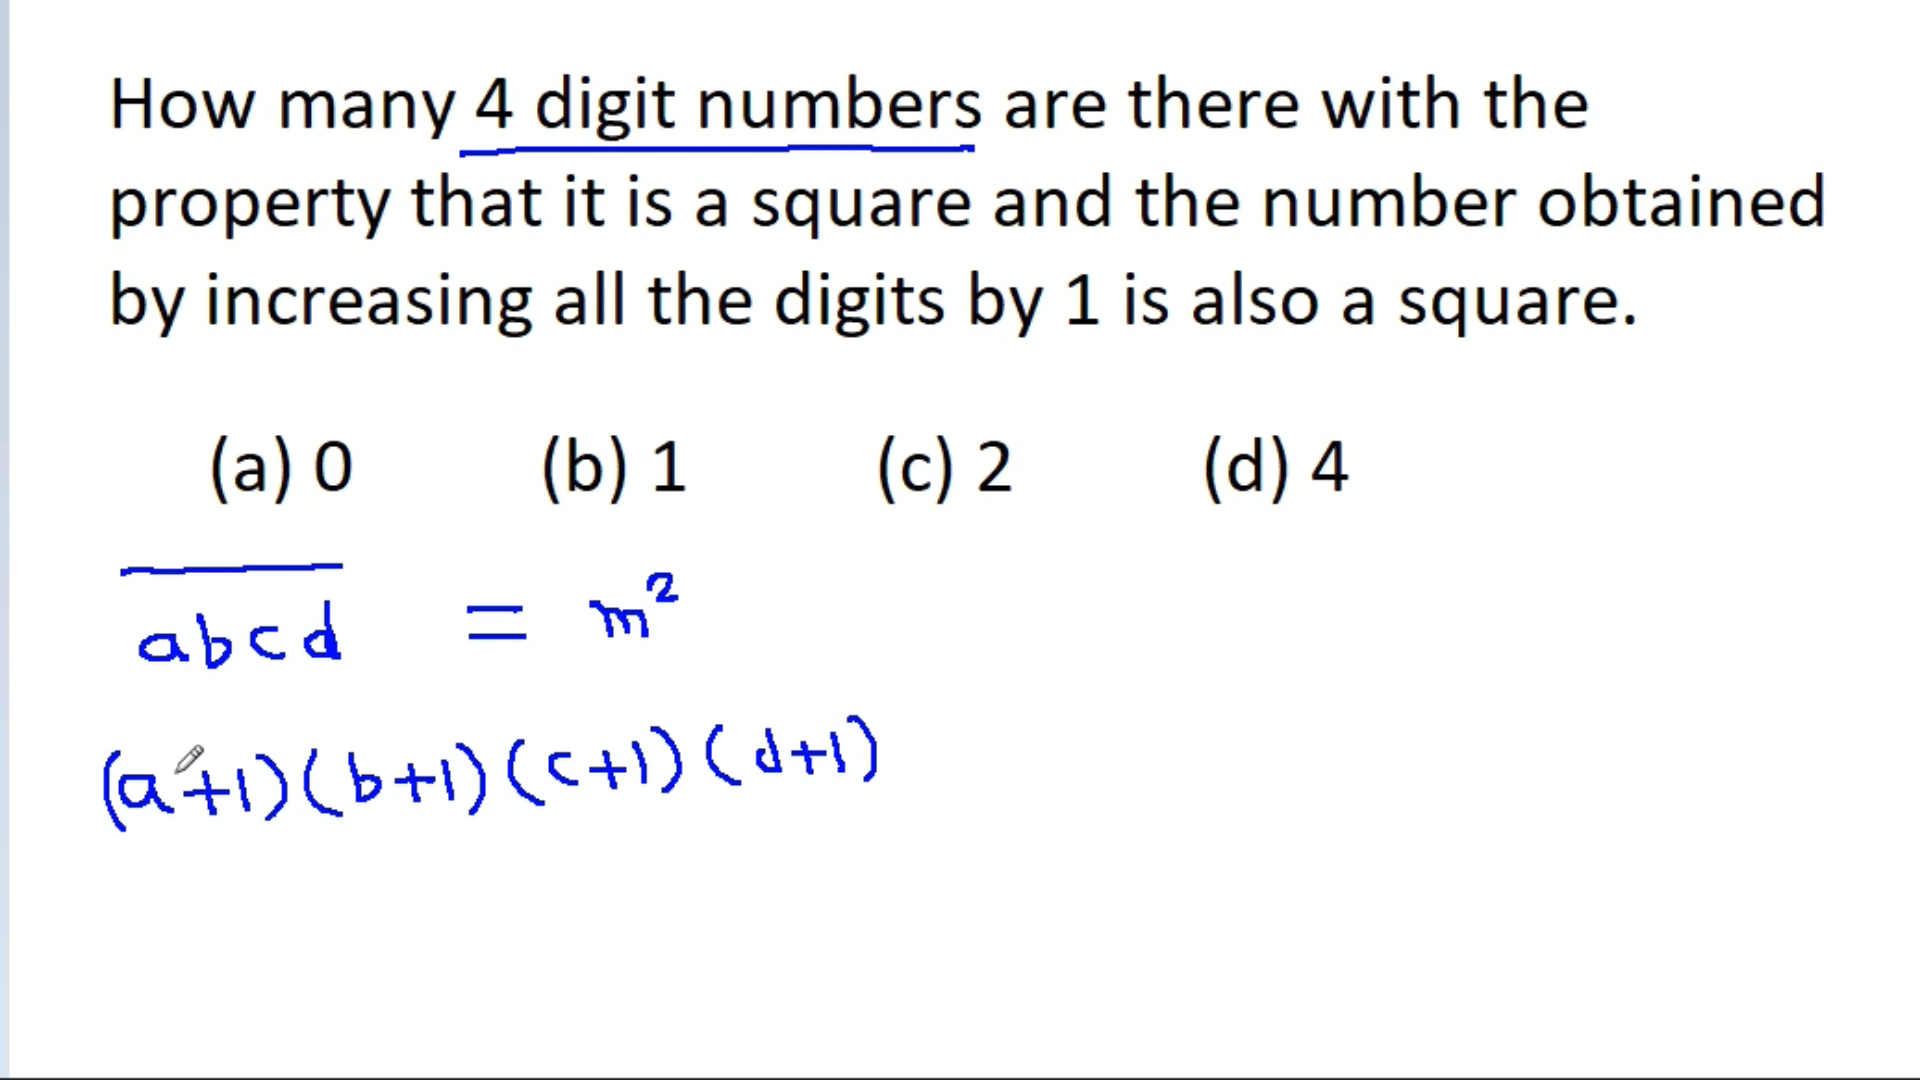 How many 4 digit numbers are there with the
property that it is a square and the number obtained
by increasing all the digits by 1 is also a square.
(a) 0 (b) 1 (c) 2 (d) 4
a̅b̅c̅d̅ = m²
(a+1)(b+1)(c+1)(d+1)